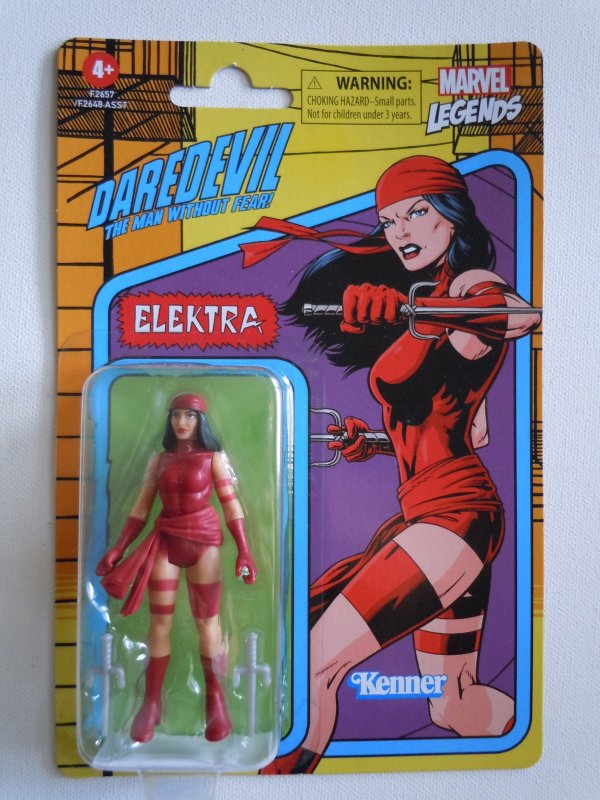 4+
F2657
/F2648 ASST
WARNING:
CHOKING HAZARD–Small parts.
Not for children under 3 years.
MARVEL
LEGENDS
DAREDEVIL
THE MAN WITHOUT FEAR!
ELEKTRA
Kenner